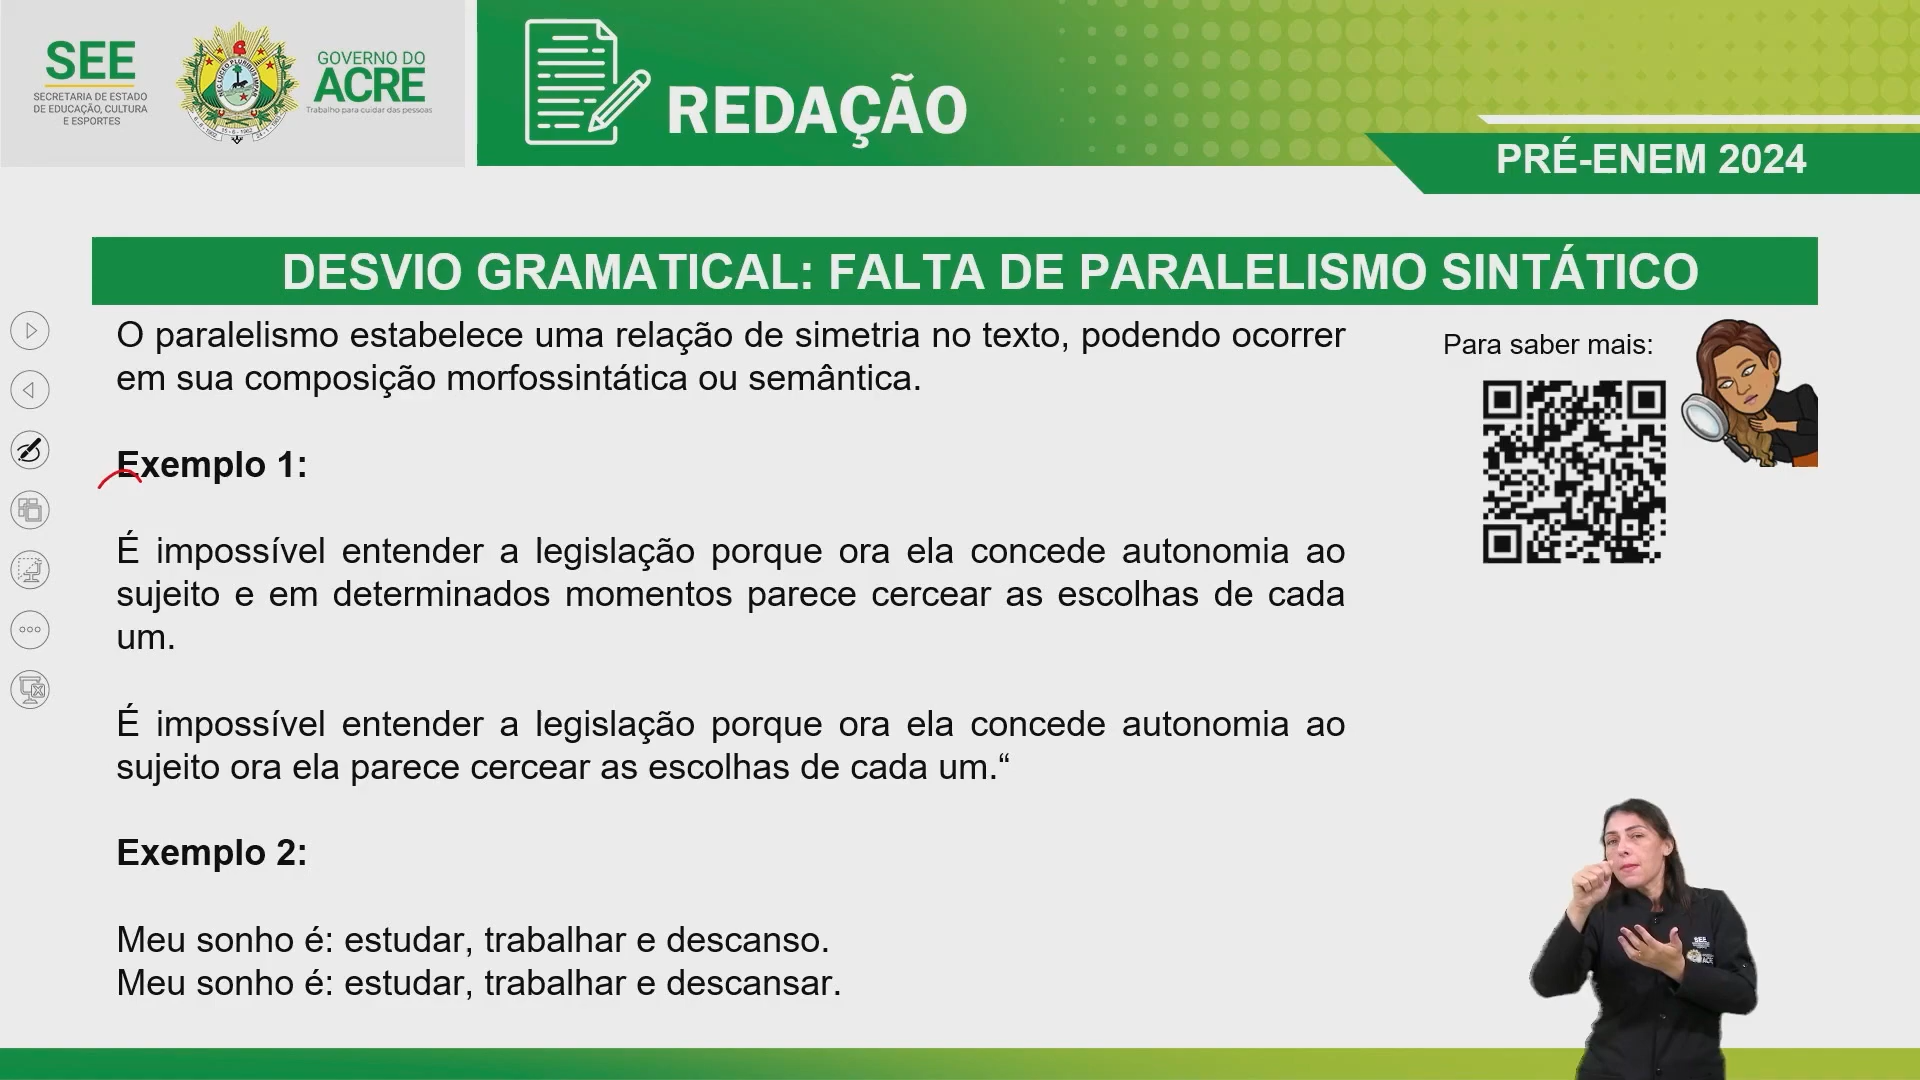 SEE
SECRETARIA DE ESTADO
DE EDUCAÇÃO, CULTURA
E ESPORTES
GOVERNO DO
ACRE
Trabalho para cuidar das pessoas
REDAÇÃO
PRÉ-ENEM 2024
DESVIO GRAMATICAL: FALTA DE PARALELISMO SINTÁTICO
O paralelismo estabelece uma relação de simetria no texto, podendo ocorrer
em sua composição morfossintática ou semântica.
Para saber mais:
Exemplo 1:
É impossível entender a legislação porque ora ela concede autonomia ao
sujeito e em determinados momentos parece cercear as escolhas de cada
um.
É impossível entender a legislação porque ora ela concede autonomia ao
sujeito ora ela parece cercear as escolhas de cada um.“
Exemplo 2:
Meu sonho é: estudar, trabalhar e descanso.
Meu sonho é: estudar, trabalhar e descansar.
SEE